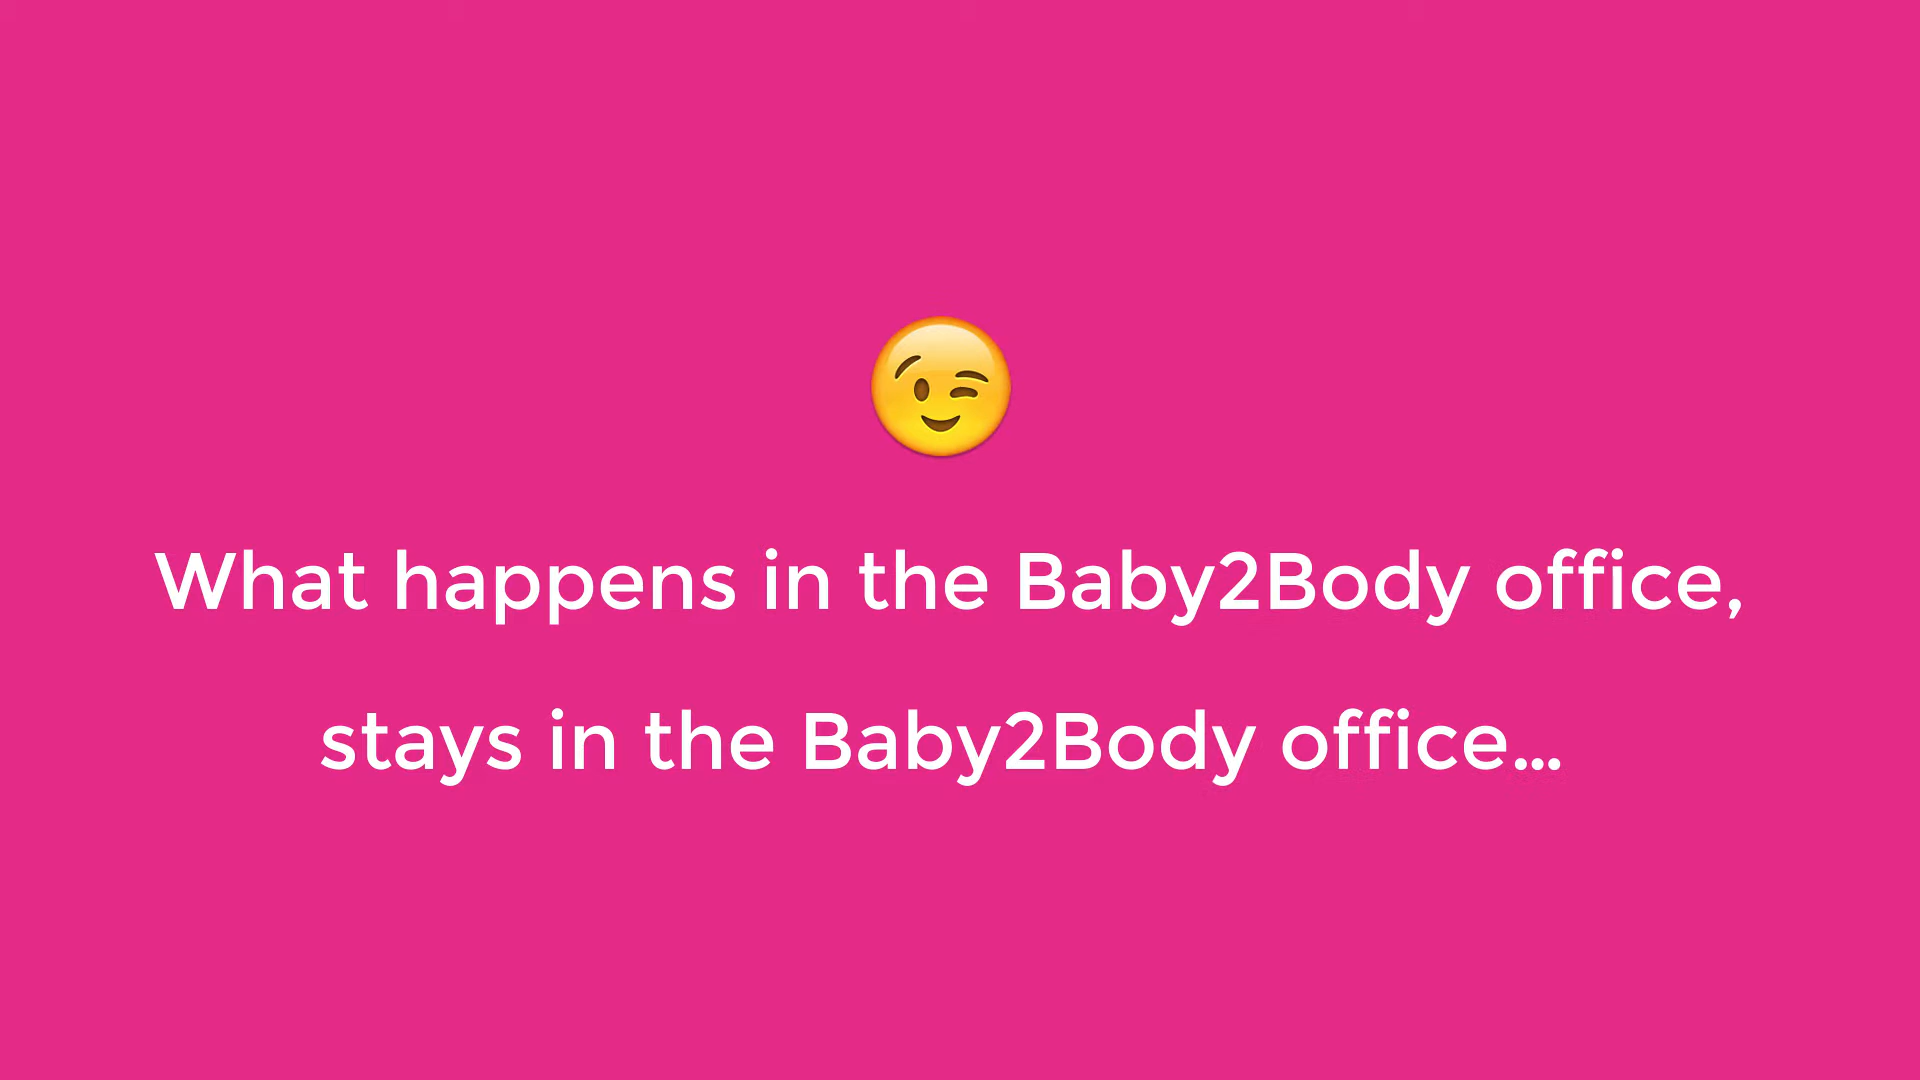 What happens in the Baby2Body office,
stays in the Baby2Body office...